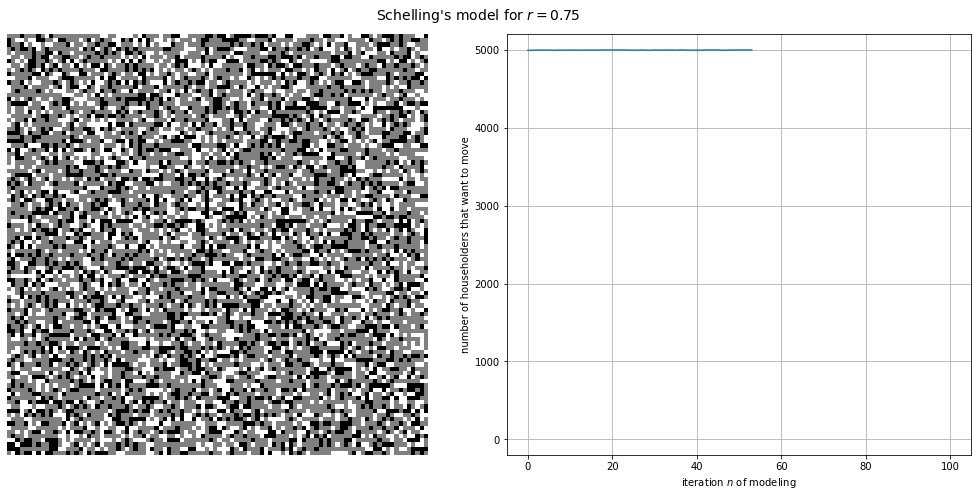 Schelling's model for r = 0.75
number of householders that want to move
5000
4000
3000
2000
1000
0
0 20 40 60 80 100
iteration n of modeling